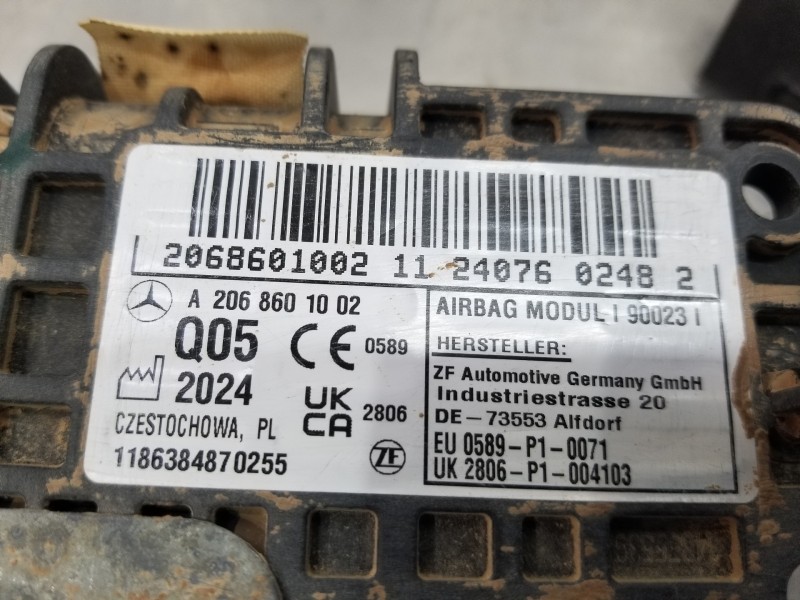 2068601002 11 24076 0248 2
A 206 860 10 02
Q05
0589
2024
UK
CA
2806
CZESTOCHOWA, PL
ZF
1186384870255
AIRBAG MODUL | 90023 |
HERSTELLER:
ZF Automotive Germany GmbH
Industriestrasse 20
DE-73553 Alfdorf
EU 0589-P1-0071
UK 2806-P1-004103